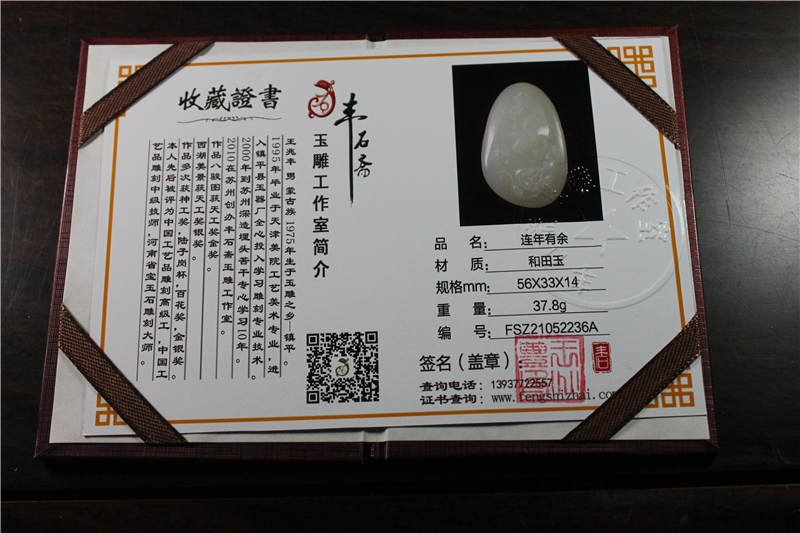 收藏證書
丰石斋
玉雕工作室简介
王兆丰 男 蒙古族 1975年生于玉雕之乡—镇平。
1995年毕业于天津美院工艺美术专业,进
入镇平县玉器厂全心投入学习雕刻专业技术。
2000年到苏州深造埋头苦干专心学习10年。
2010在苏州创办丰石斋玉雕工作室。
作品八骏图获天工奖金奖。
西湖美景获天工奖银奖。
作品多次获神工奖,陆子岗杯,百花奖,金银奖。
本人先后被评为中国工艺品雕刻高级工,中国工
艺品雕刻中级技师,河南省宝玉石雕刻大师。
品 名: 连年有余
材 质: 和田玉
规格mm: 56X33X14
重 量: 37.8g
编 号: FSZ21052236A
签名(盖章)
查询电话: 13937722557
证书查询: www.fengshizhai.com